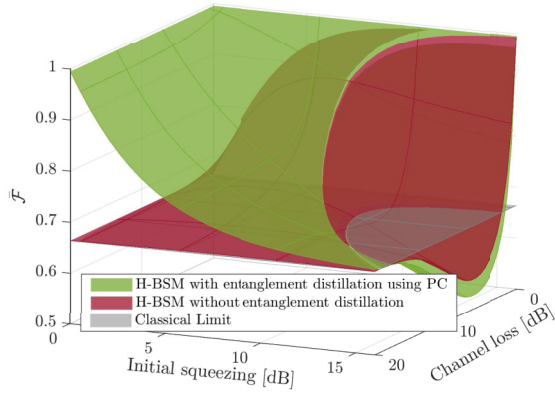 1
0.9
0.8
0.7
0.6
0.5
F̄
H-BSM with entanglement distillation using PC
H-BSM without entanglement distillation
Classical Limit
0
5
10
15
Initial squeezing [dB]
20
10
0
Channel loss [dB]